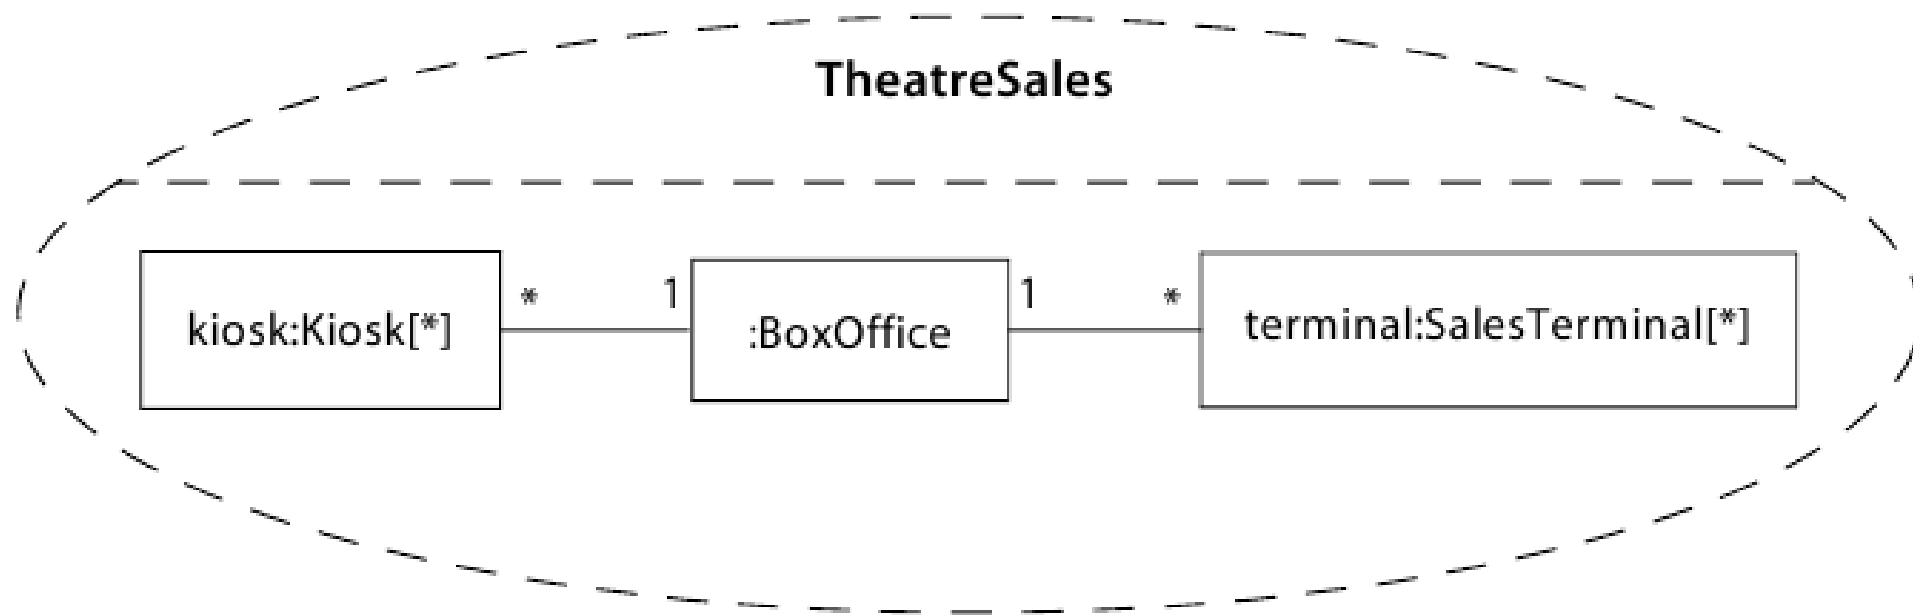 TheatreSales
* 1 1 *
kiosk:Kiosk[*] :BoxOffice terminal:SalesTerminal[*]